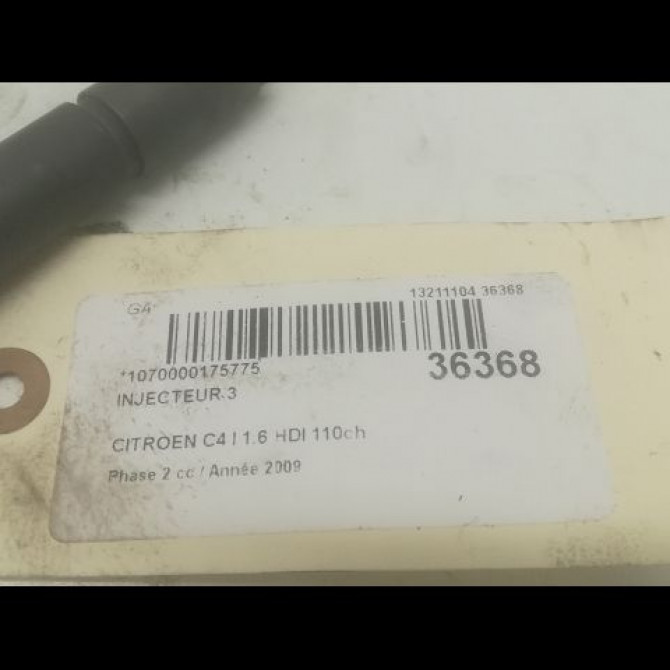 G4
13211104 36368
*1070000175775
36368
INJECTEUR 3
CITROEN C4 I 1.6 HDI 110ch
Phase 2 cc / Année 2009